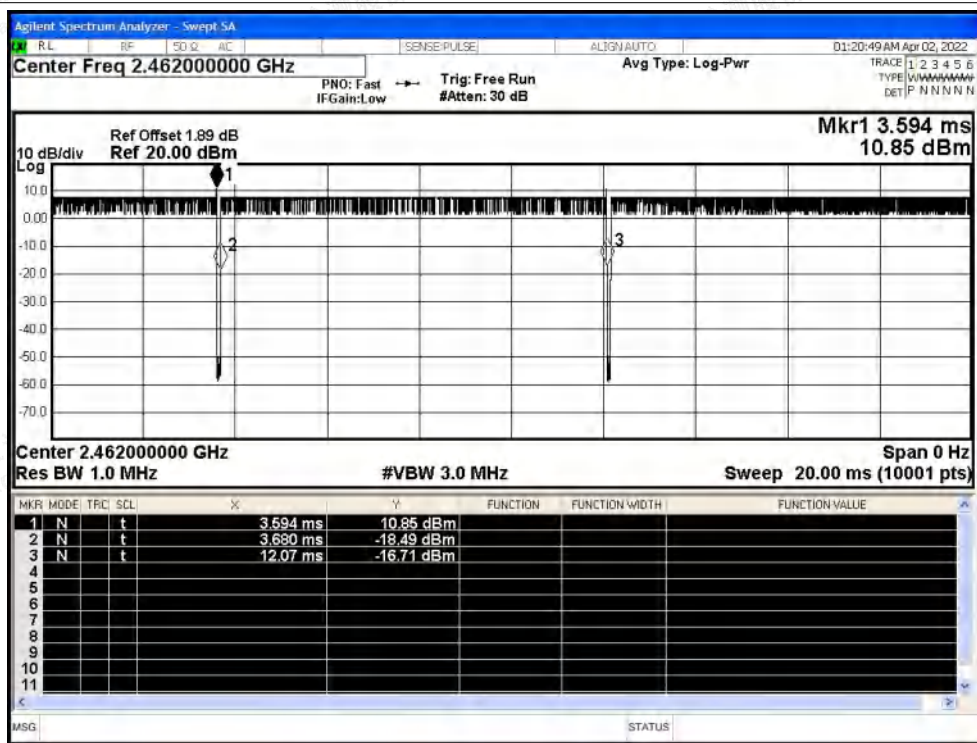 Agilent Spectrum Analyzer - Swept SA
RL RF 50 Ω AC SENSE:PULSE ALIGN AUTO 01:20:49 AM Apr 02, 2022
Center Freq 2.462000000 GHz
PNO: Fast Trig: Free Run
IFGain:Low #Atten: 30 dB
Avg Type: Log-Pwr
TRACE 1 2 3 4 5 6
TYPE WWWWWW
DET P N N N N N
Ref Offset 1.89 dB
10 dB/div Ref 20.00 dBm
Log
Mkr1 3.594 ms
10.85 dBm
1
10.0
0.00
-10.0
2
3
-20.0
-30.0
-40.0
-50.0
-60.0
-70.0
Center 2.462000000 GHz Span 0 Hz
Res BW 1.0 MHz #VBW 3.0 MHz Sweep 20.00 ms (10001 pts)
MKR MODE TRC SCL X Y FUNCTION FUNCTION WIDTH FUNCTION VALUE
1 N t 3.594 ms 10.85 dBm
2 N t 3.680 ms -18.49 dBm
3 N t 12.07 ms -16.71 dBm
4
5
6
7
8
9
10
11
MSG STATUS